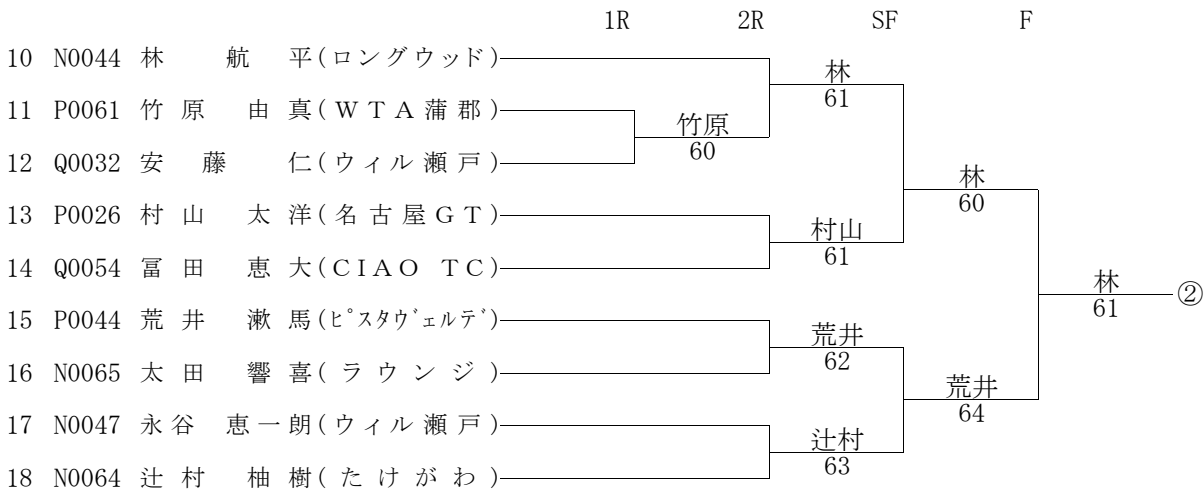 1R 2R SF F
10 N0044 林 航 平(ロングウッド)
林
61
11 P0061 竹 原 由 真(WTA蒲郡)
竹原
60
12 Q0032 安 藤 仁(ウィル瀬戸)
林
60
13 P0026 村 山 太 洋(名古屋GT)
村山
61
14 Q0054 冨 田 恵 大(CIAO TC)
林
61
②
15 P0044 荒 井 漱 馬(ピスタヴェルデ)
荒井
62
16 N0065 太 田 響 喜(ラウンジ)
荒井
64
17 N0047 永 谷 恵一朗(ウィル瀬戸)
辻村
63
18 N0064 辻 村 柚 樹(たけがわ)